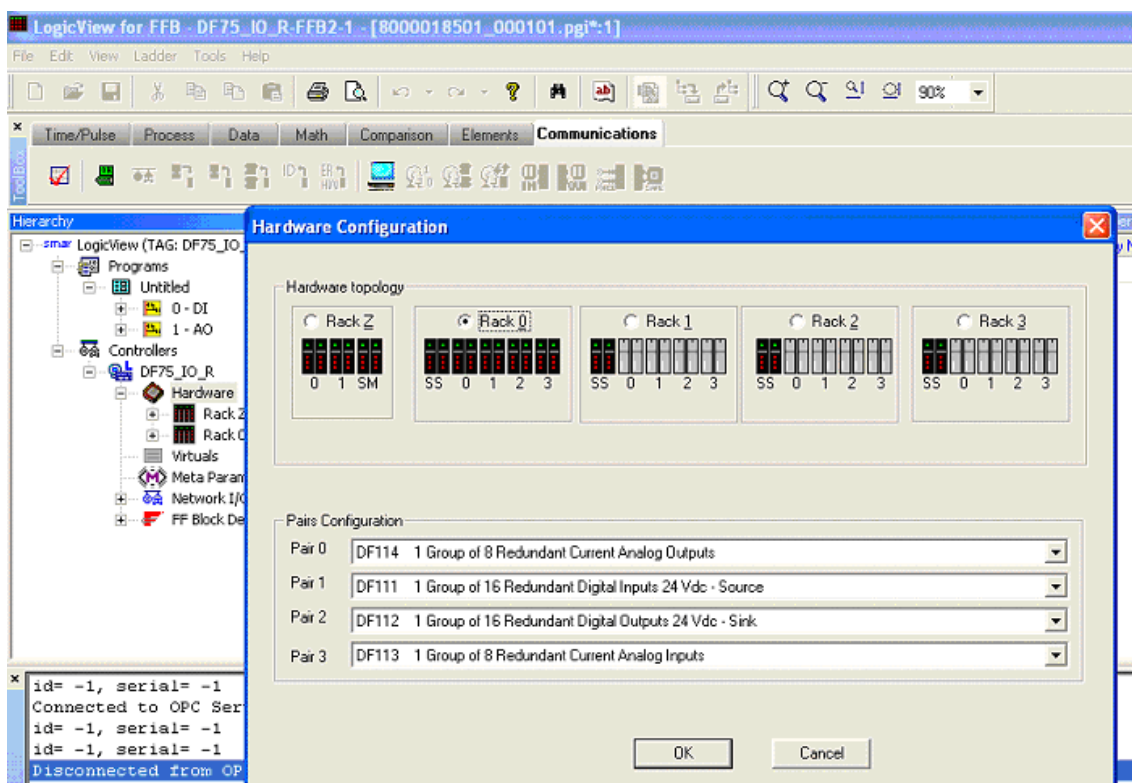 LogicView for FFB - DF75_IO_R-FFB2-1 - [8000018501_000101.pgi*:1]
File Edit View Ladder Tools Help
90%
Time/Pulse Process Data Math Comparison Elements Communications
ToolBox
Hierarchy
smar LogicView (TAG: DF75_IO_
Programs
Untitled
0 - DI
1 - AO
Controllers
DF75_IO_R
Hardware
Rack Z
Rack 0
Virtuals
Meta Param
Network I/O
FF Block De
Hardware Configuration
Hardware topology
Rack Z Rack 0 Rack 1 Rack 2 Rack 3
0 1 SM SS 0 1 2 3 SS 0 1 2 3 SS 0 1 2 3 SS 0 1 2 3
Pairs Configuration
Pair 0 DF114 1 Group of 8 Redundant Current Analog Outputs
Pair 1 DF111 1 Group of 16 Redundant Digital Inputs 24 Vdc - Source
Pair 2 DF112 1 Group of 16 Redundant Digital Outputs 24 Vdc - Sink
Pair 3 DF113 1 Group of 8 Redundant Current Analog Inputs
OK Cancel
id= -1, serial= -1
Connected to OPC Ser
id= -1, serial= -1
id= -1, serial= -1
Disconnected from OP